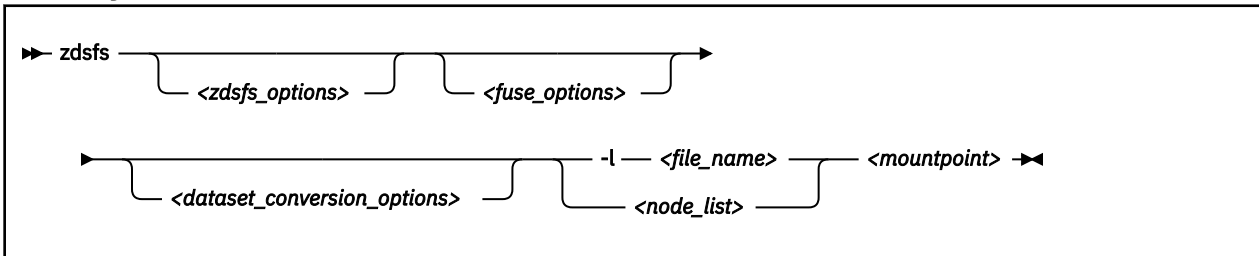 zdsfs
<zdsfs_options> <fuse_options>
-l <file_name> <mountpoint>
<dataset_conversion_options> <node_list>